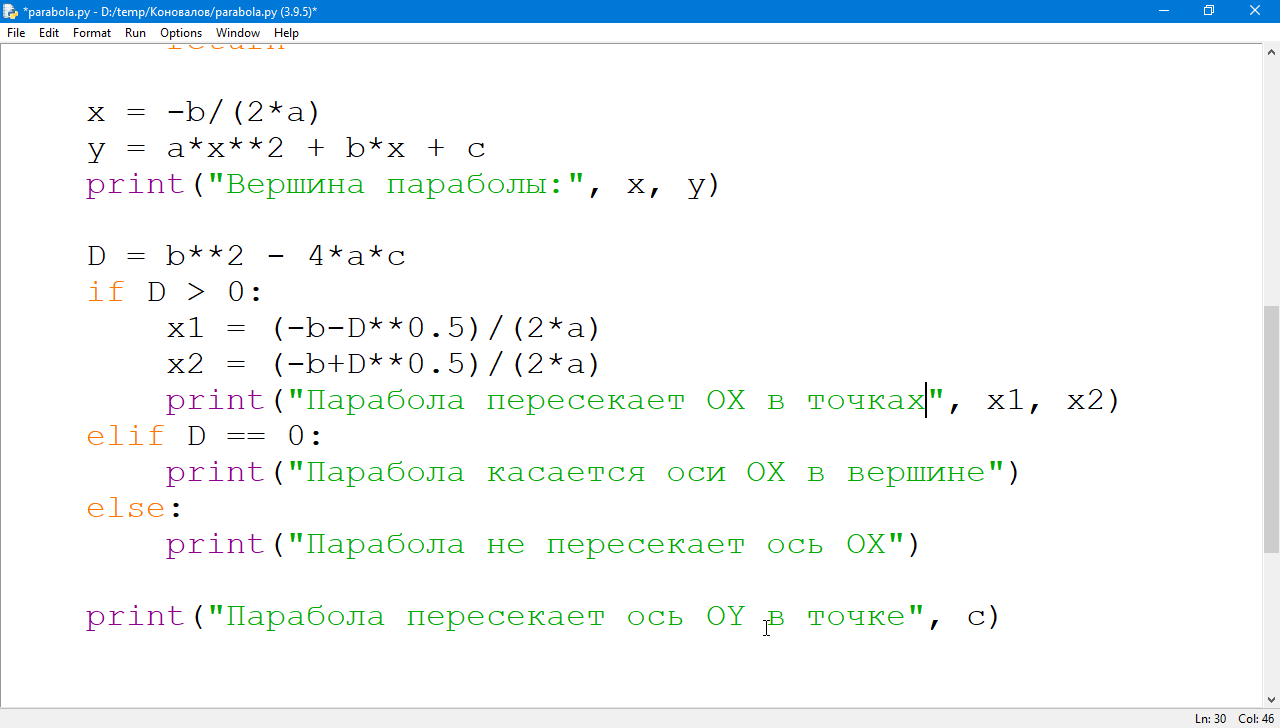 *parabola.py - D:/temp/Коновалов/parabola.py (3.9.5)*
File Edit Format Run Options Window Help
return
x = -b/(2*a)
y = a*x**2 + b*x + c
print("Вершина параболы:", x, y)
D = b**2 - 4*a*c
if D > 0:
x1 = (-b-D**0.5)/(2*a)
x2 = (-b+D**0.5)/(2*a)
print("Парабола пересекает OX в точках", x1, x2)
elif D == 0:
print("Парабола касается оси OX в вершине")
else:
print("Парабола не пересекает ось OX")
print("Парабола пересекает ось OY в точке", c)
Ln: 30 Col: 46